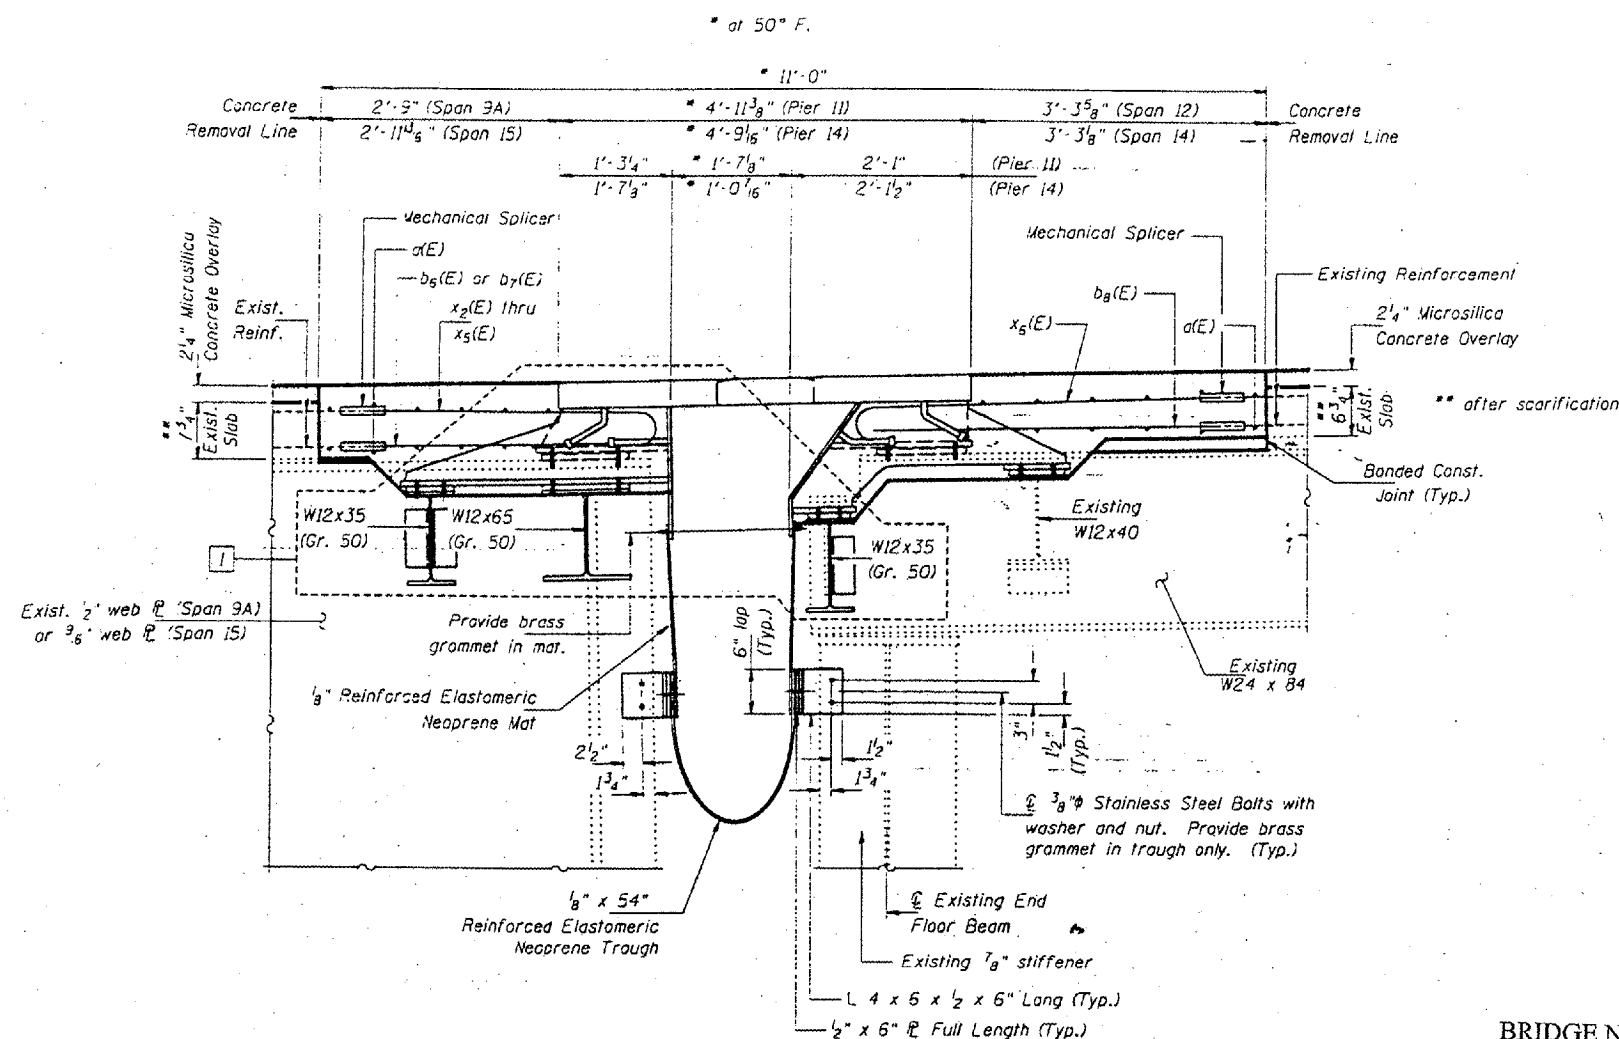 * at 50° F.
* 11'-0"
Concrete
Removal Line
2'-9" (Span 9A)
2'-11 3/16" (Span 15)
* 4'-11 3/8" (Pier 11)
* 4'-9 1/16" (Pier 14)
3'-3 5/8" (Span 12)
3'-3 1/8" (Span 14)
Concrete
Removal Line
1'-3 1/4"
1'-7 1/8"
* 1'-7 1/8"
* 1'-0 7/16"
2'-1"
2'-1 1/2"
(Pier 11)
(Pier 14)
2 1/4" Microsilica
Concrete Overlay
Mechanical Splicer
a(E)
b5(E) or b7(E)
Exist.
Reinf.
x2(E) thru
x5(E)
Mechanical Splicer
Existing Reinforcement
b8(E)
x6(E)
a(E)
2 1/4" Microsilica
Concrete Overlay
** 7 3/4"
Exist.
Slab
** 6 3/4"
Exist.
Slab
** after scarification
Bonded Const.
Joint (Typ.)
W12x35
(Gr. 50)
W12x65
(Gr. 50)
W12x35
(Gr. 50)
Existing
W12x40
1
Exist. 1/2" web ℙ (Span 9A)
or 9/16" web ℙ (Span 15)
Provide brass
grommet in mat.
6" lap
(Typ.)
Existing
W24 x 84
1/8" Reinforced Elastomeric
Neoprene Mat
2 1/2"
1 3/4"
1 1/2"
1 3/4"
3"
1 1/2"
(Typ.)
℄ 3/8"φ Stainless Steel Bolts with
washer and nut. Provide brass
grommet in trough only. (Typ.)
1/8" x 54"
Reinforced Elastomeric
Neoprene Trough
℄ Existing End
Floor Beam
Existing 7/8" stiffener
L 4 x 6 x 1/2 x 6" Long (Typ.)
1/2" x 6" ℙ Full Length (Typ.)
BRIDGE N